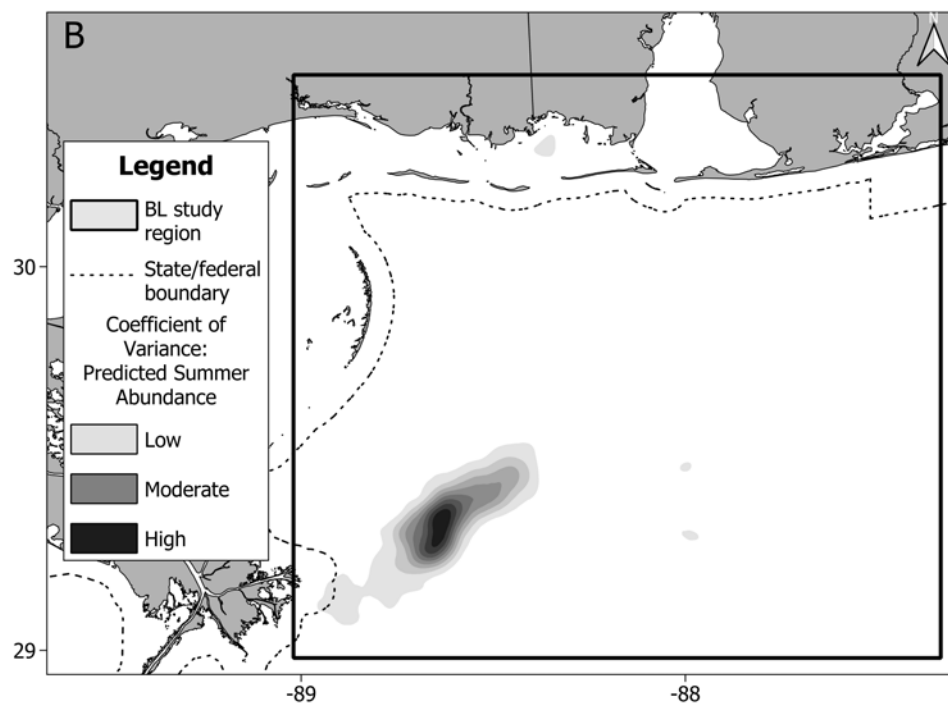 B
N
Legend
BL study
region
State/federal
boundary
Coefficient of
Variance:
Predicted Summer
Abundance
Low
Moderate
High
30
29
-89
-88